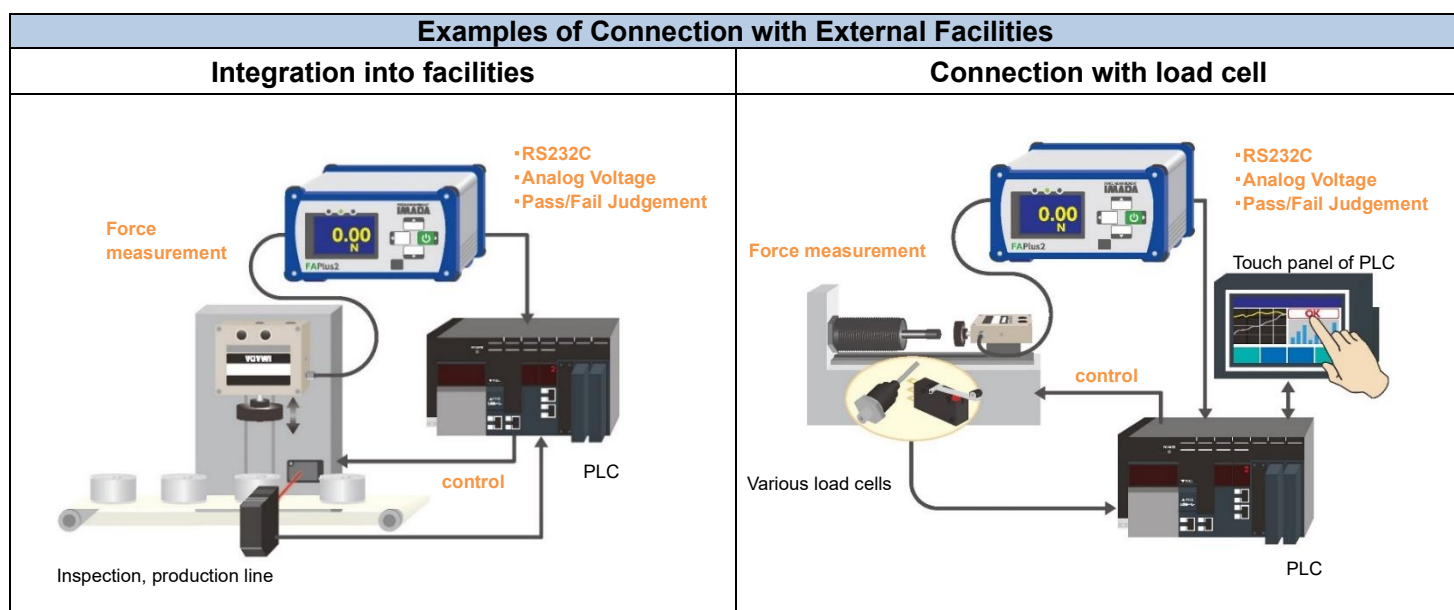 Examples of Connection with External Facilities
Integration into facilities
Connection with load cell
・RS232C
・Analog Voltage
・Pass/Fail Judgement
Force
measurement
IMADA
0.00
N
FAPlus2
IMADA
control
PLC
Inspection, production line
・RS232C
・Analog Voltage
・Pass/Fail Judgement
Force measurement
IMADA
0.00
N
FAPlus2
Touch panel of PLC
OK
control
Various load cells
PLC